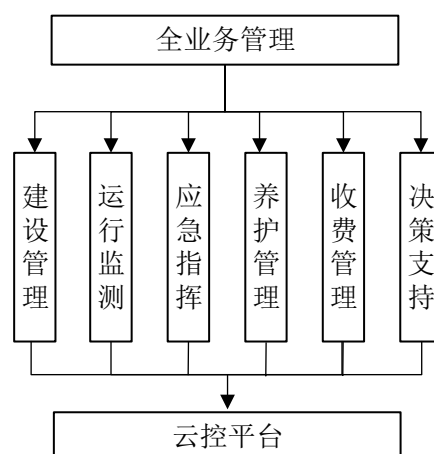 全业务管理
建设管理
运行监测
应急指挥
养护管理
收费管理
决策支持
云控平台